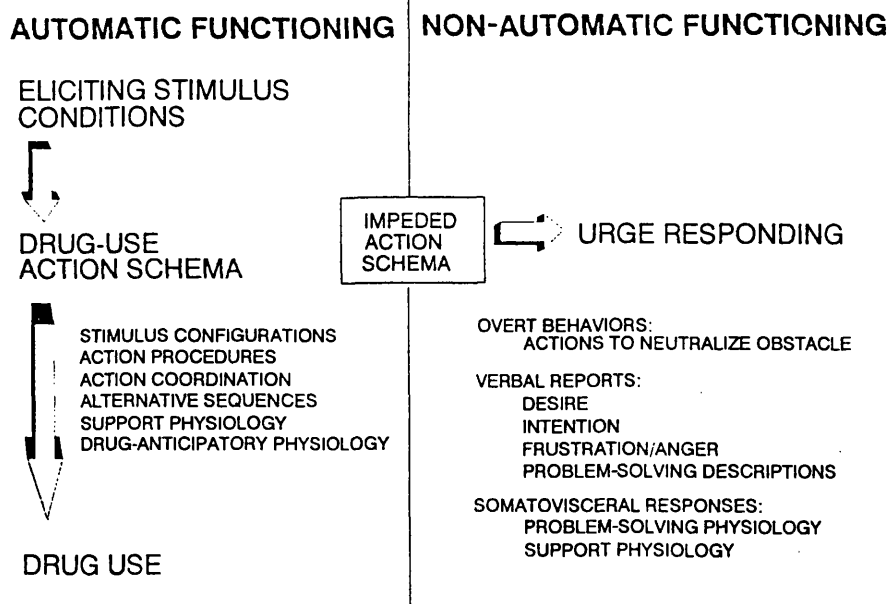 AUTOMATIC FUNCTIONING
ELICITING STIMULUS
CONDITIONS
DRUG-USE
ACTION SCHEMA
STIMULUS CONFIGURATIONS
ACTION PROCEDURES
ACTION COORDINATION
ALTERNATIVE SEQUENCES
SUPPORT PHYSIOLOGY
DRUG-ANTICIPATORY PHYSIOLOGY
DRUG USE
IMPEDED
ACTION
SCHEMA
NON-AUTOMATIC FUNCTIONING
URGE RESPONDING
OVERT BEHAVIORS:
ACTIONS TO NEUTRALIZE OBSTACLE
VERBAL REPORTS:
DESIRE
INTENTION
FRUSTRATION/ANGER
PROBLEM-SOLVING DESCRIPTIONS
SOMATOVISCERAL RESPONSES:
PROBLEM-SOLVING PHYSIOLOGY
SUPPORT PHYSIOLOGY